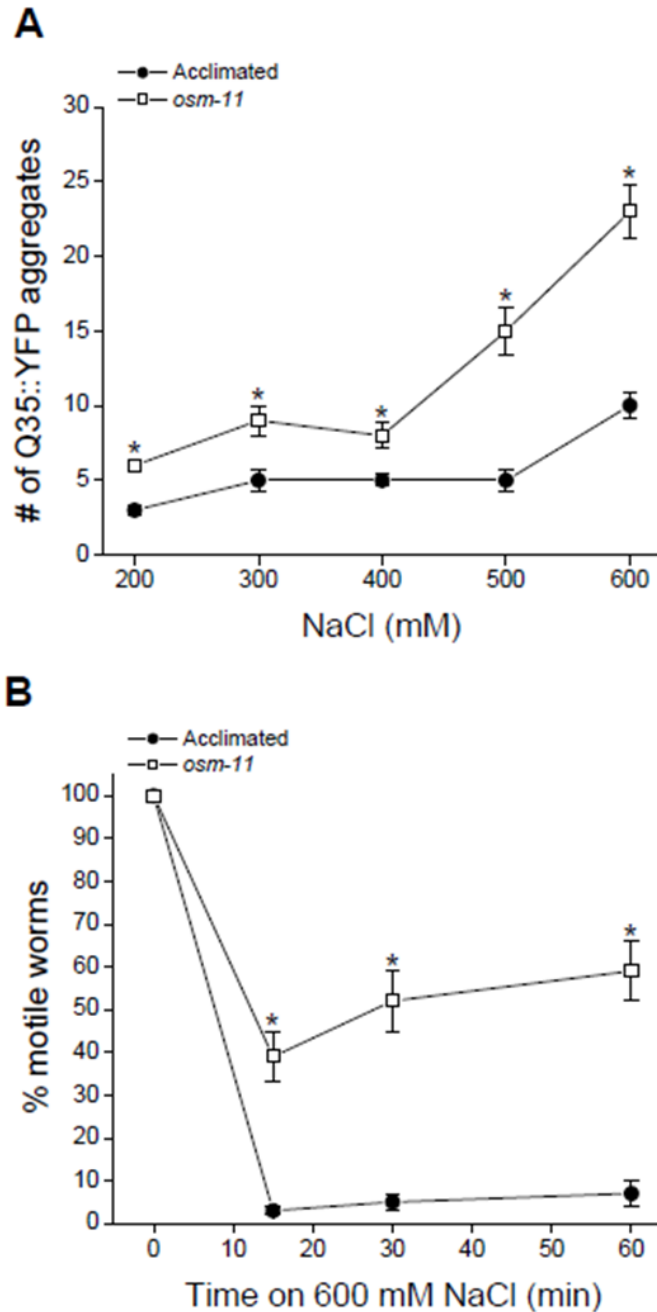 A
Acclimated
osm-11
# of Q35::YFP aggregates
30
25
20
15
10
5
0
* * * * *
200 300 400 500 600
NaCl (mM)
B
Acclimated
osm-11
% motile worms
100
90
80
70
60
50
40
30
20
10
0
* * *
0 10 20 30 40 50 60
Time on 600 mM NaCl (min)